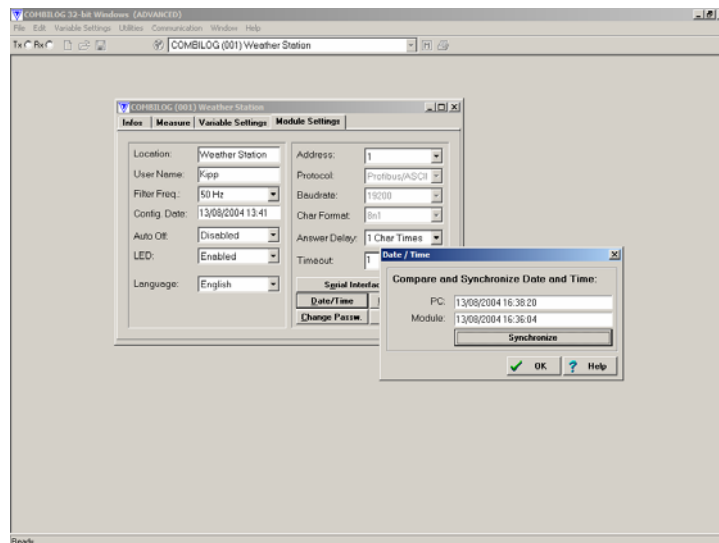 COMBILOG 32-bit Windows (ADVANCED)
File Edit Variable Settings Utilities Communication Window Help
Tx RxC COMBILOG (001) Weather Station
COMBILOG (001) Weather Station
Infos Measure Variable Settings Module Settings
Location: Weather Station
User Name: Kipp
Filter Freq.: 50 Hz
Config. Date: 13/08/2004 13:41
Auto Off: Disabled
LED: Enabled
Language: English
Address: 1
Protocol: Profibus/ASCII
Baudrate: 19200
Char Format: 8n1
Answer Delay: 1 Char Times
Timeout: 1
Serial Interfac
Date/Time
Change Passw.
Date / Time
Compare and Synchronize Date and Time:
PC: 13/08/2004 16:38:20
Module: 13/08/2004 16:36:04
Synchronize
OK Help
Ready